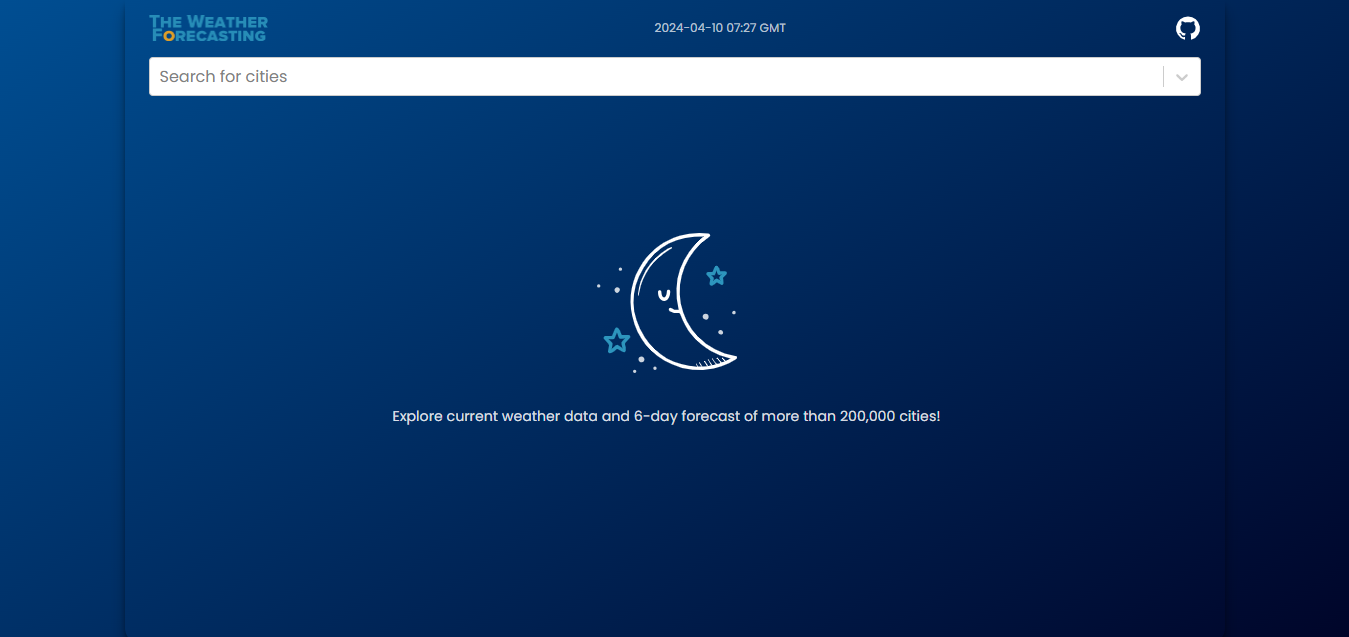 THE WEATHER
FORECASTING
2024-04-10 07:27 GMT
Search for cities
Explore current weather data and 6-day forecast of more than 200,000 cities!